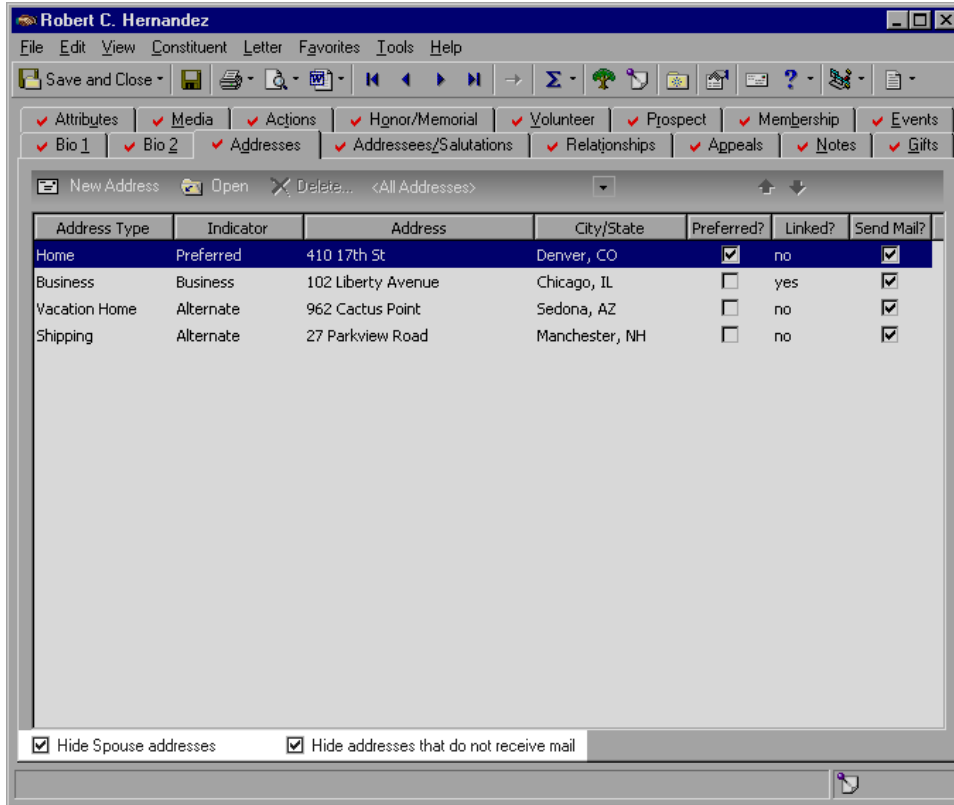 Robert C. Hernandez
File Edit View Constituent Letter Favorites Tools Help
Save and Close
Attributes Media Actions Honor/Memorial Volunteer Prospect Membership Events
Bio 1 Bio 2 Addresses Addressees/Salutations Relationships Appeals Notes Gifts
New Address Open Delete... <All Addresses>
Address Type Indicator Address City/State Preferred? Linked? Send Mail?
Home Preferred 410 17th St Denver, CO no
Business Business 102 Liberty Avenue Chicago, IL yes
Vacation Home Alternate 962 Cactus Point Sedona, AZ no
Shipping Alternate 27 Parkview Road Manchester, NH no
Hide Spouse addresses Hide addresses that do not receive mail